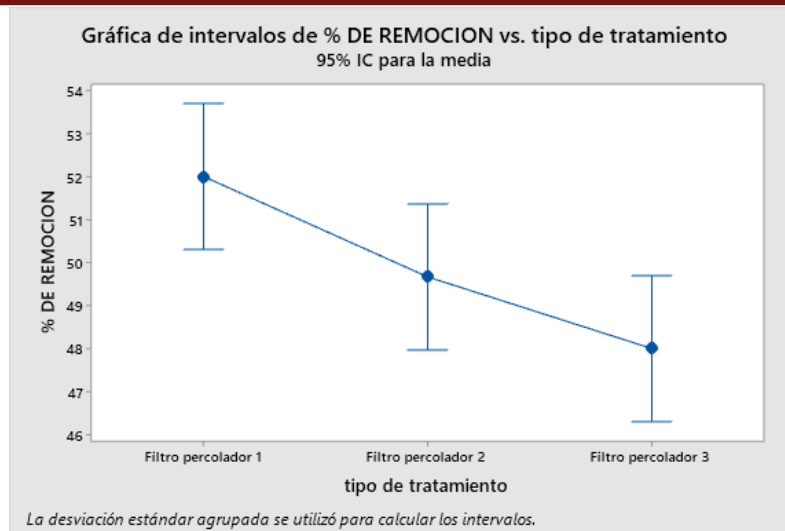 Gráfica de intervalos de % DE REMOCION vs. tipo de tratamiento
95% IC para la media
54
53
52
51
50
49
48
47
46
% DE REMOCION
Filtro percolador 1
Filtro percolador 2
Filtro percolador 3
tipo de tratamiento
La desviación estándar agrupada se utilizó para calcular los intervalos.